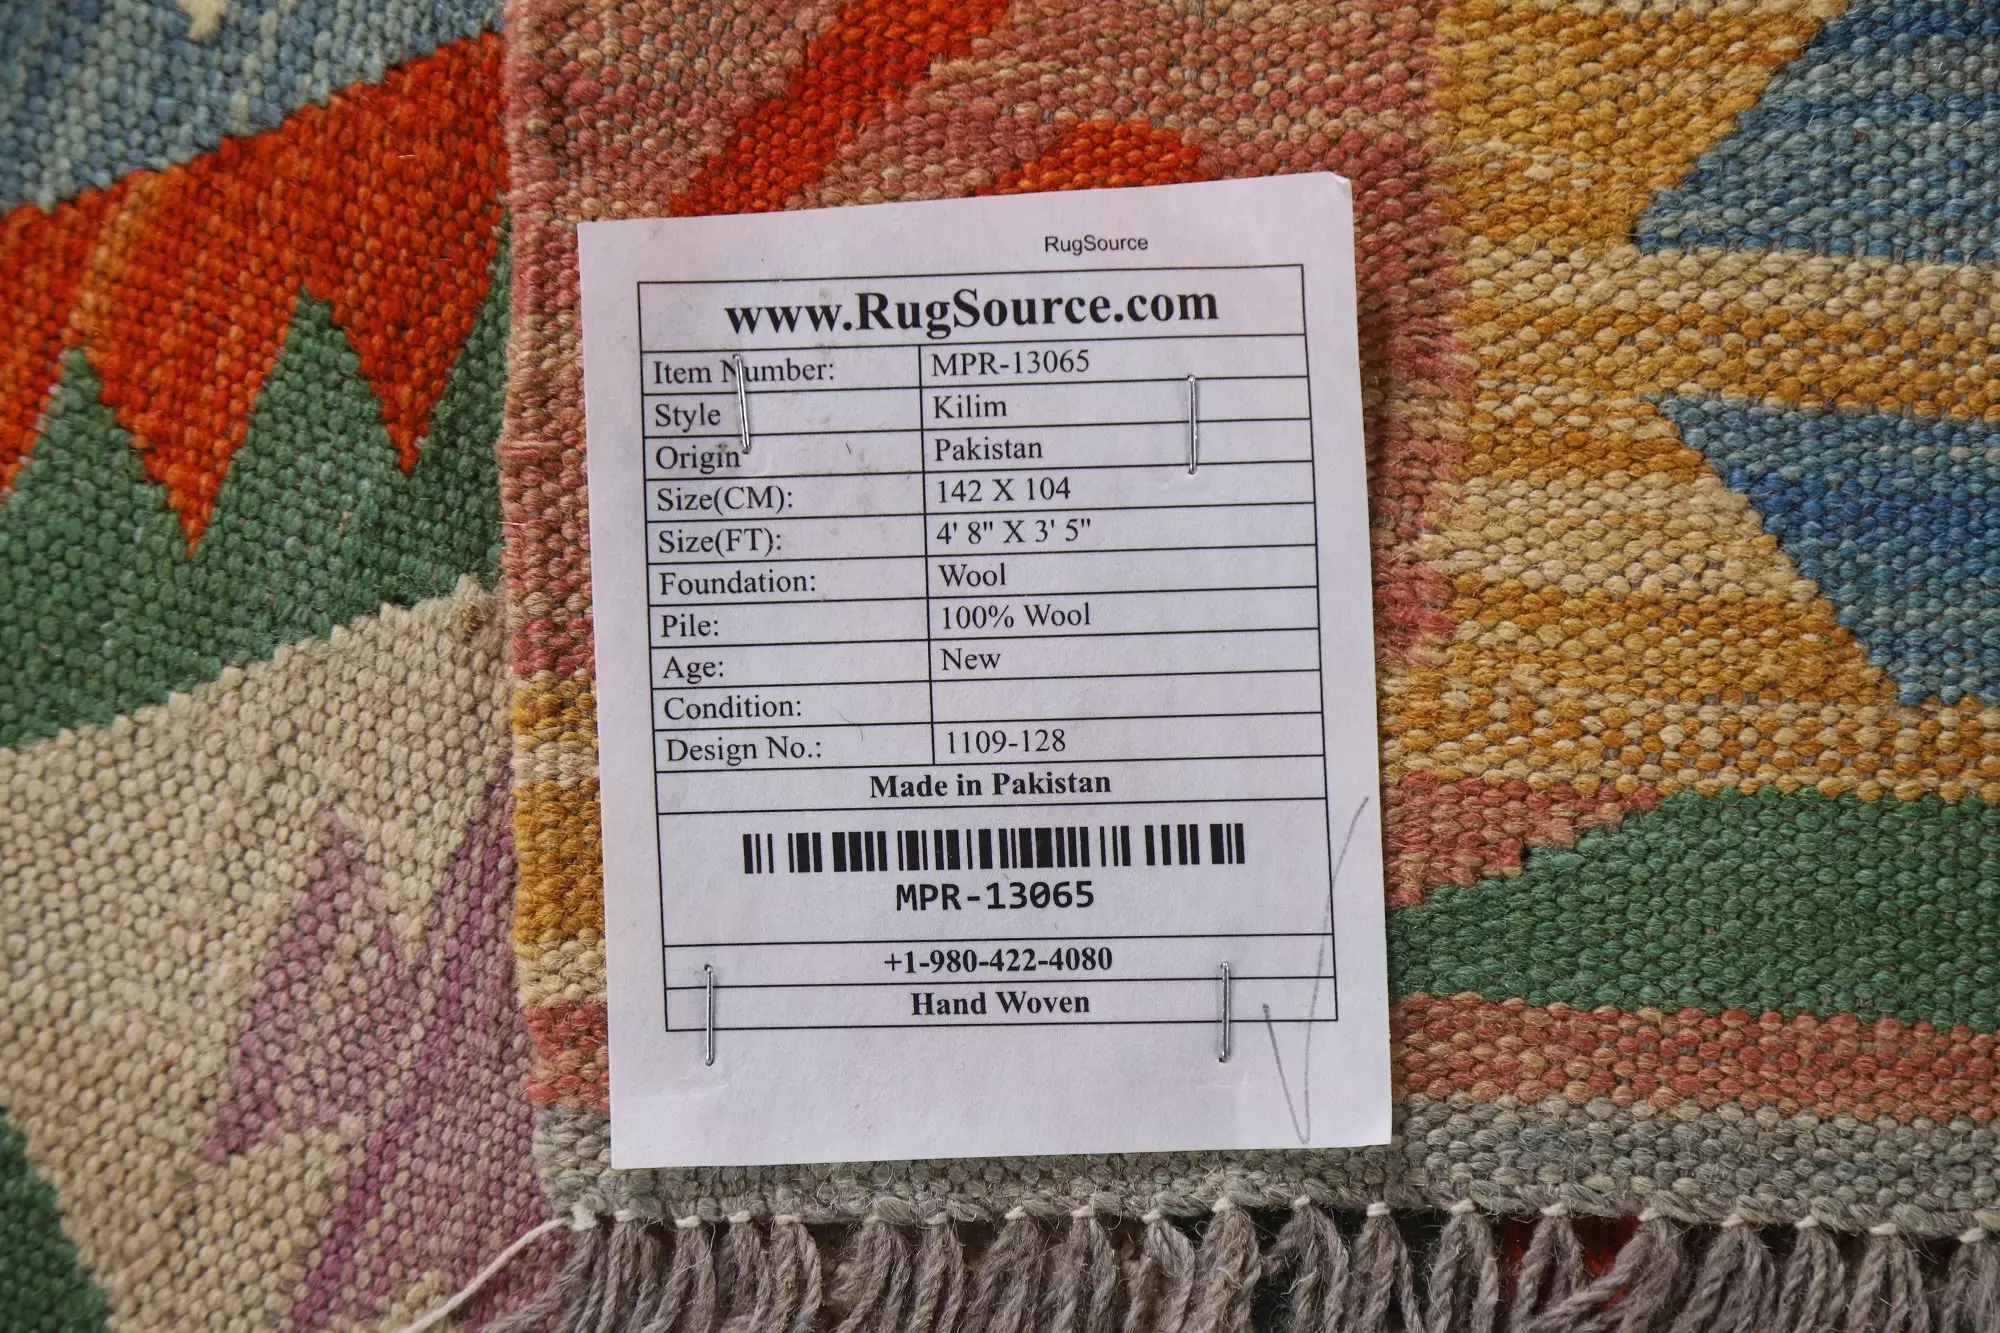 RugSource
www.RugSource.com
Item Number: MPR-13065
Style Kilim
Origin Pakistan
Size(CM): 142 X 104
Size(FT): 4' 8" X 3' 5"
Foundation: Wool
Pile: 100% Wool
Age: New
Condition:
Design No.: 1109-128
Made in Pakistan
MPR-13065
+1-980-422-4080
Hand Woven